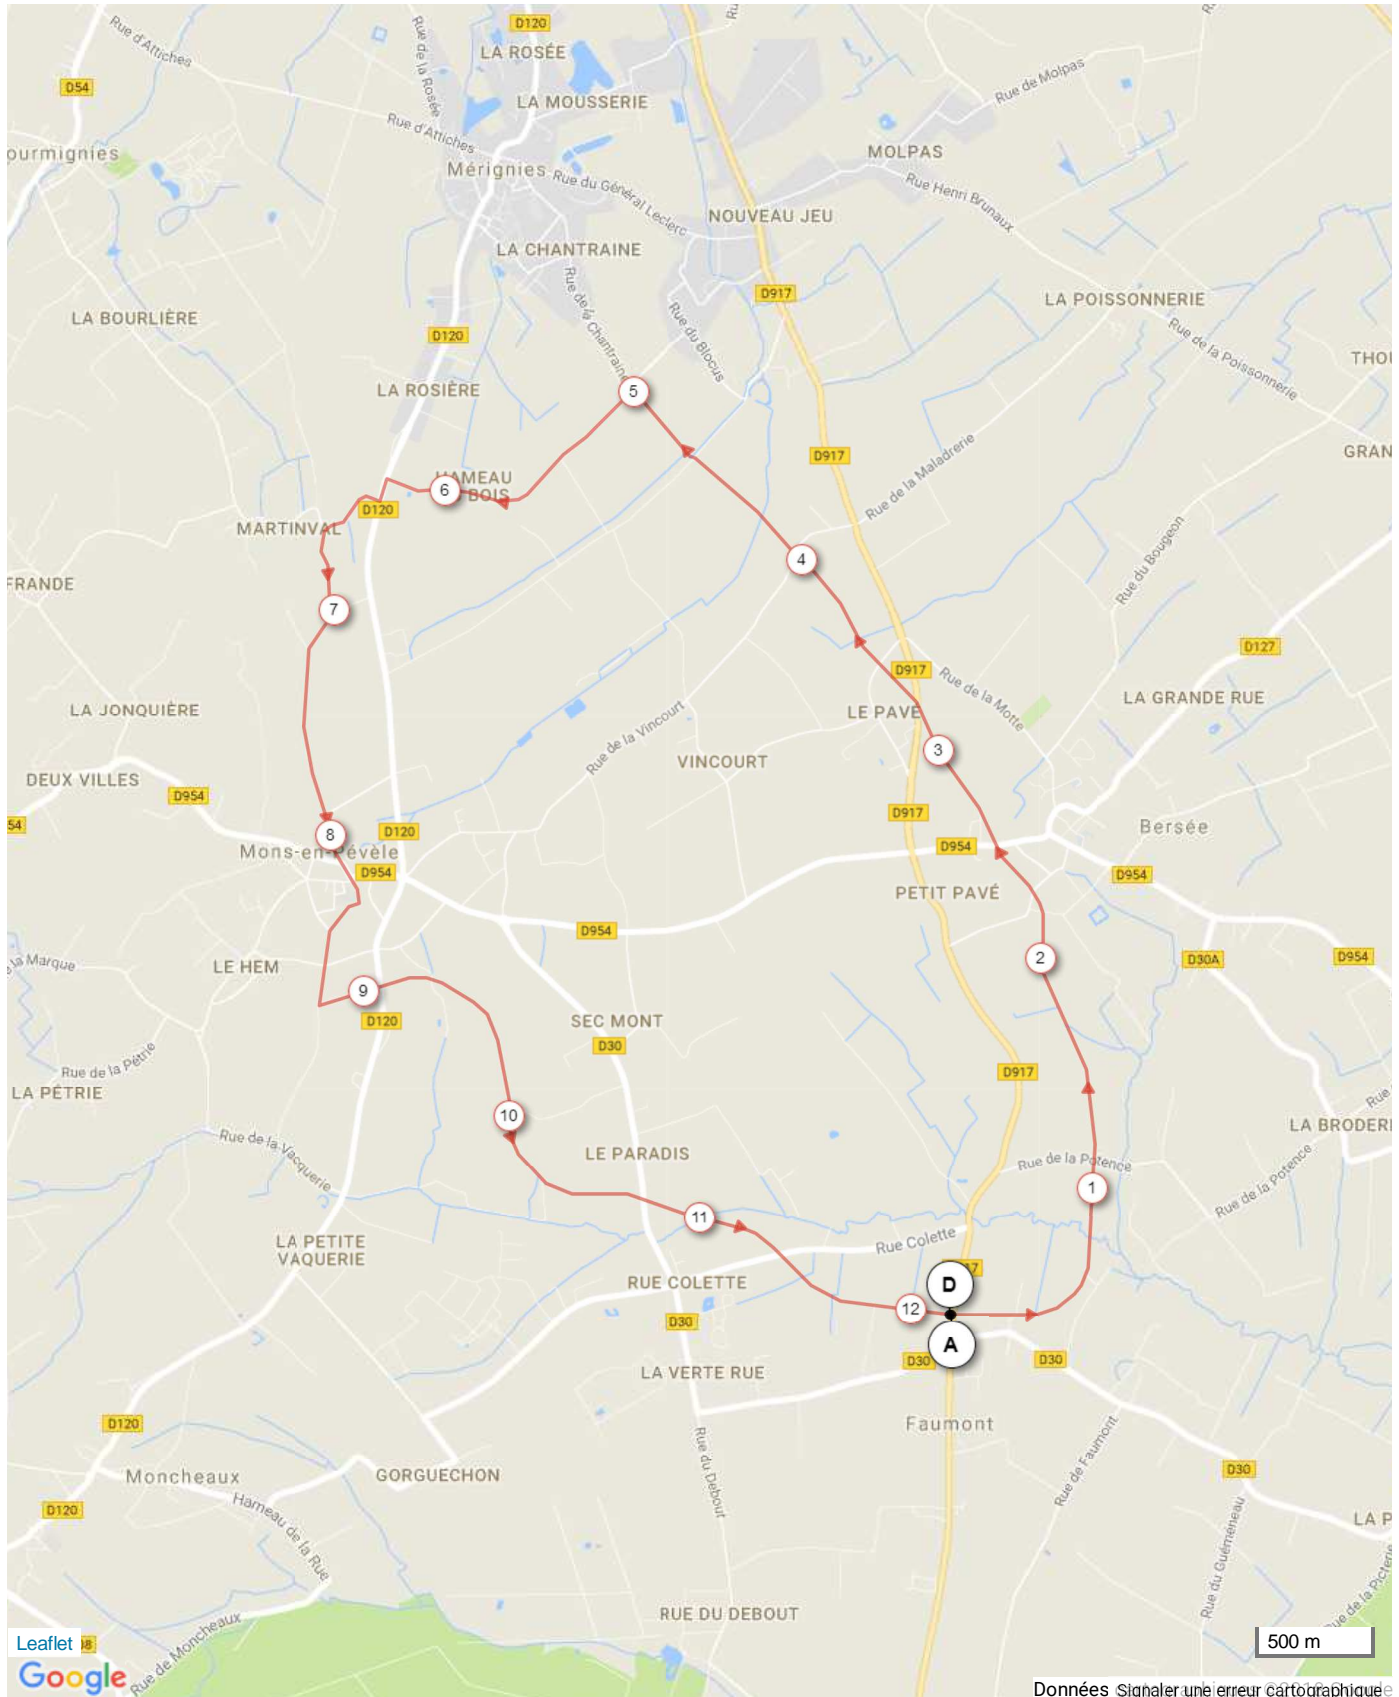 D120
Rue d'Attiches
Rue de la Rosée
LA ROSÉE
D54
Rue de Molpas
LA MOUSSERIE
Rue d'Attiches
MOLPAS
Mérignies
Rue du Général Leclerc
Rue Henri Brunaux
NOUVEAU JEU
LA CHANTRAINE
Rue de la Chantraine
D917
LA POISSONNERIE
LA BOURLIÈRE
Rue du Blocus
Rue de la Poissonnerie
D120
LA ROSIÈRE
5
D917
Rue de la Maladrerie
HAMEAU
BOIS
6
D120
MARTINVAL
Rue du Bougeon
4
7
D127
D917
Rue de la Motte
LA GRANDE RUE
LA JONQUIÈRE
LE PAVÉ
Rue de la Vincourt
3
VINCOURT
DEUX VILLES
D954
D917
54
8
D120
Bersée
Mons-en-Pévèle
D954
D954
D954
PETIT PAVÉ
D954
2
D30A
D954
LE HEM
9
D120
SEC MONT
D30
Rue de la Pétrie
D917
LA PÉTRIE
10
Rue de la Vacquerie
LE PARADIS
Rue de la Potence
Rue de la Potence
1
11
LA PETITE
VAQUERIE
Rue Colette
RUE COLETTE
D
12
D30
A
D30
D30
LA VERTE RUE
D120
Faumont
Rue du Debout
Rue de Faumont
Moncheaux
GORGUECHON
D30
D120
Hameau de la Rue
Rue du Guéméneau
RUE DU DEBOUT
Rue de Moncheaux
Leaflet
500 m
Google
Données
Signaler une erreur cartographique